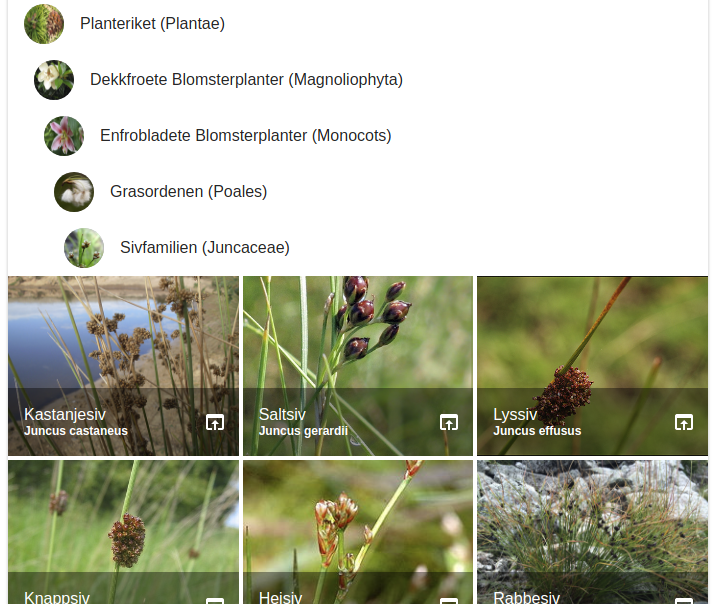 Planteriket (Plantae)
Dekkfroete Blomsterplanter (Magnoliophyta)
Enfrobladete Blomsterplanter (Monocots)
Grasordenen (Poales)
Sivfamilien (Juncaceae)
Kastanjesiv
Juncus castaneus
Saltsiv
Juncus gerardii
Lyssiv
Juncus effusus
Knappsiv
Heisiv
Rabbesiv